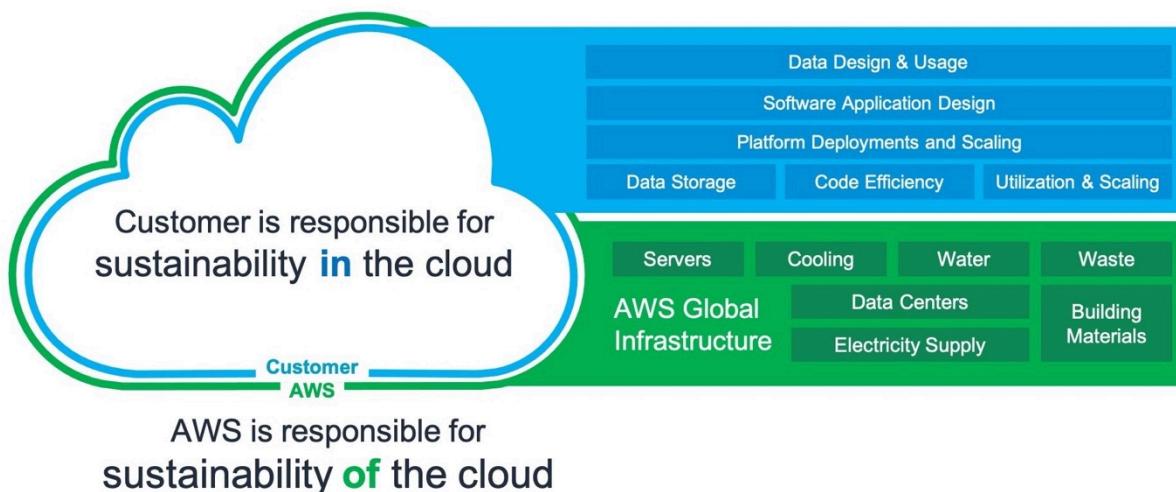 Data Design & Usage
Software Application Design
Platform Deployments and Scaling
Data Storage
Code Efficiency
Utilization & Scaling
Customer is responsible for
sustainability in the cloud
Servers
Cooling
Water
Waste
AWS Global
Infrastructure
Data Centers
Electricity Supply
Building
Materials
Customer
AWS
AWS is responsible for
sustainability of the cloud